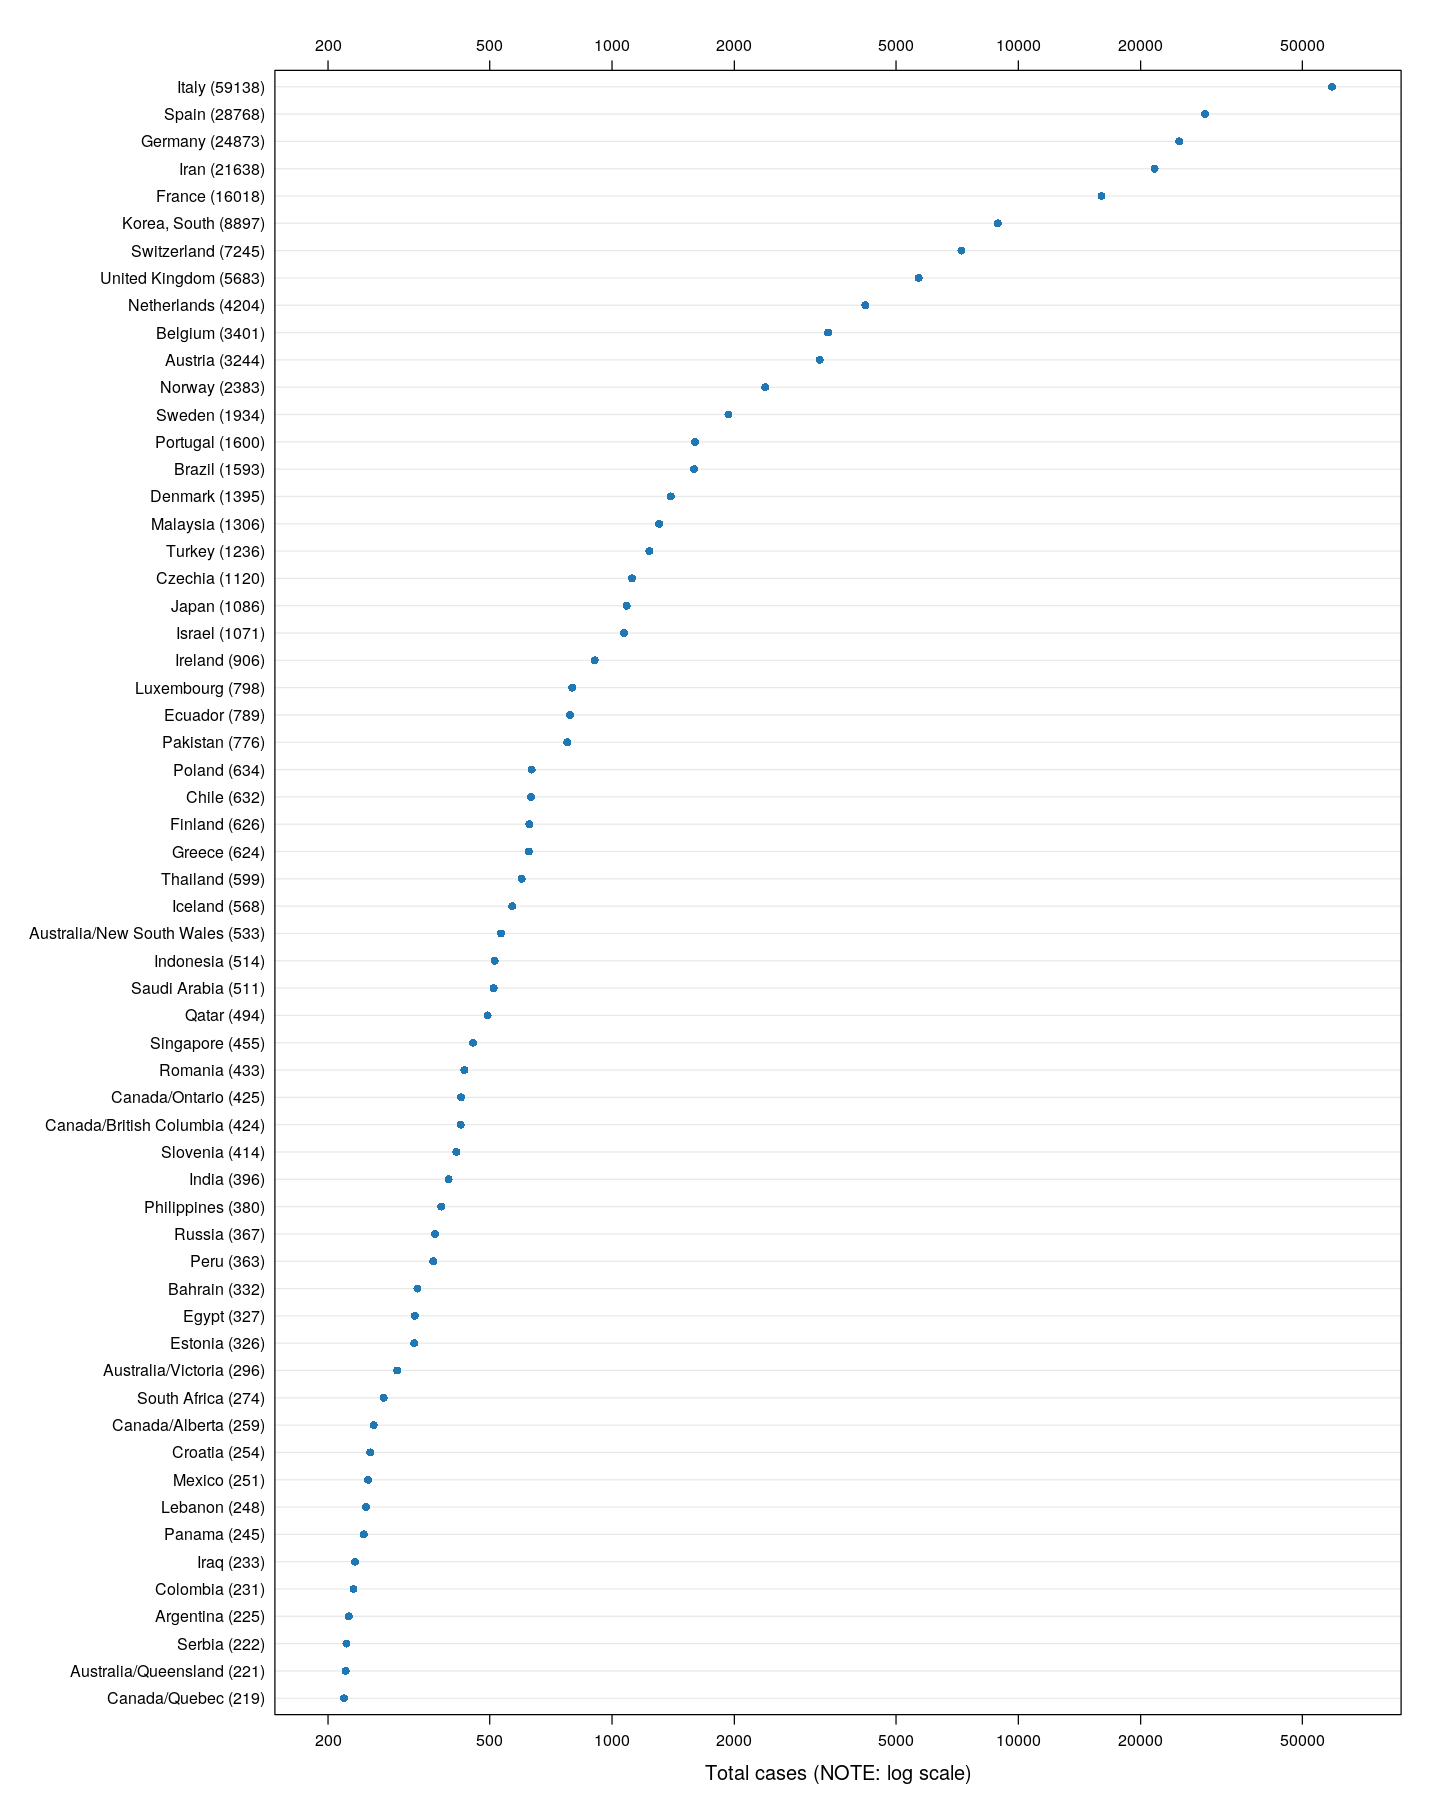 200 500 1000 2000 5000 10000 20000 50000
Italy (59138)
Spain (28768)
Germany (24873)
Iran (21638)
France (16018)
Korea, South (8897)
Switzerland (7245)
United Kingdom (5683)
Netherlands (4204)
Belgium (3401)
Austria (3244)
Norway (2383)
Sweden (1934)
Portugal (1600)
Brazil (1593)
Denmark (1395)
Malaysia (1306)
Turkey (1236)
Czechia (1120)
Japan (1086)
Israel (1071)
Ireland (906)
Luxembourg (798)
Ecuador (789)
Pakistan (776)
Poland (634)
Chile (632)
Finland (626)
Greece (624)
Thailand (599)
Iceland (568)
Australia/New South Wales (533)
Indonesia (514)
Saudi Arabia (511)
Qatar (494)
Singapore (455)
Romania (433)
Canada/Ontario (425)
Canada/British Columbia (424)
Slovenia (414)
India (396)
Philippines (380)
Russia (367)
Peru (363)
Bahrain (332)
Egypt (327)
Estonia (326)
Australia/Victoria (296)
South Africa (274)
Canada/Alberta (259)
Croatia (254)
Mexico (251)
Lebanon (248)
Panama (245)
Iraq (233)
Colombia (231)
Argentina (225)
Serbia (222)
Australia/Queensland (221)
Canada/Quebec (219)
200 500 1000 2000 5000 10000 20000 50000
Total cases (NOTE: log scale)